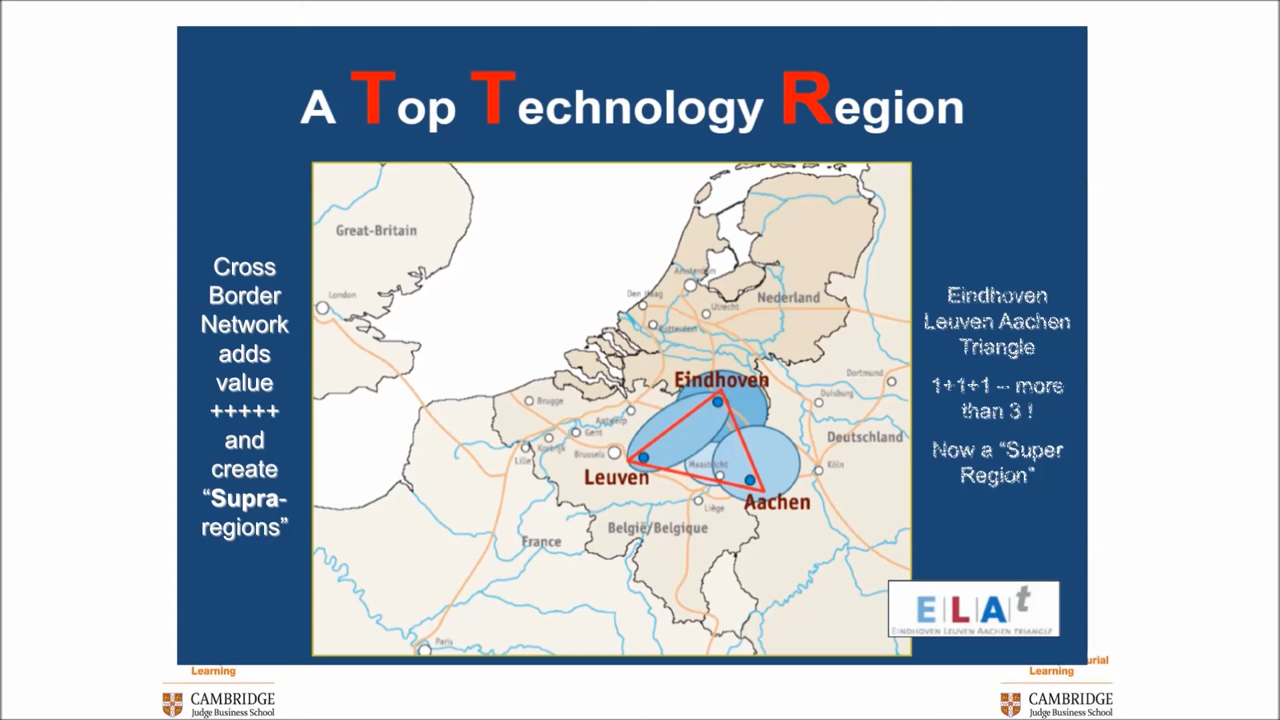 A Top Technology Region
Cross
Border
Network
adds
value
+++++
and
create
“Supra-
regions”
Great-Britain
London
Amsterdam
Den Haag
Utrecht
Nederland
Rotterdam
Eindhoven
Dortmund
Duisburg
Brugge
Antwerp
Gent
Deutschland
Kortrijk
Brussels
Lille
Maastricht
Köln
Leuven
Aachen
Liège
België/Belgique
France
Paris
Eindhoven
Leuven Aachen
Triangle
1+1+1 -- more
than 3 !
Now a “Super
Region”
E|L|A|t
EINDHOVEN LEUVEN AACHEN TRIANGLE
Learning
CAMBRIDGE
Judge Business School
urial
Learning
CAMBRIDGE
Judge Business School